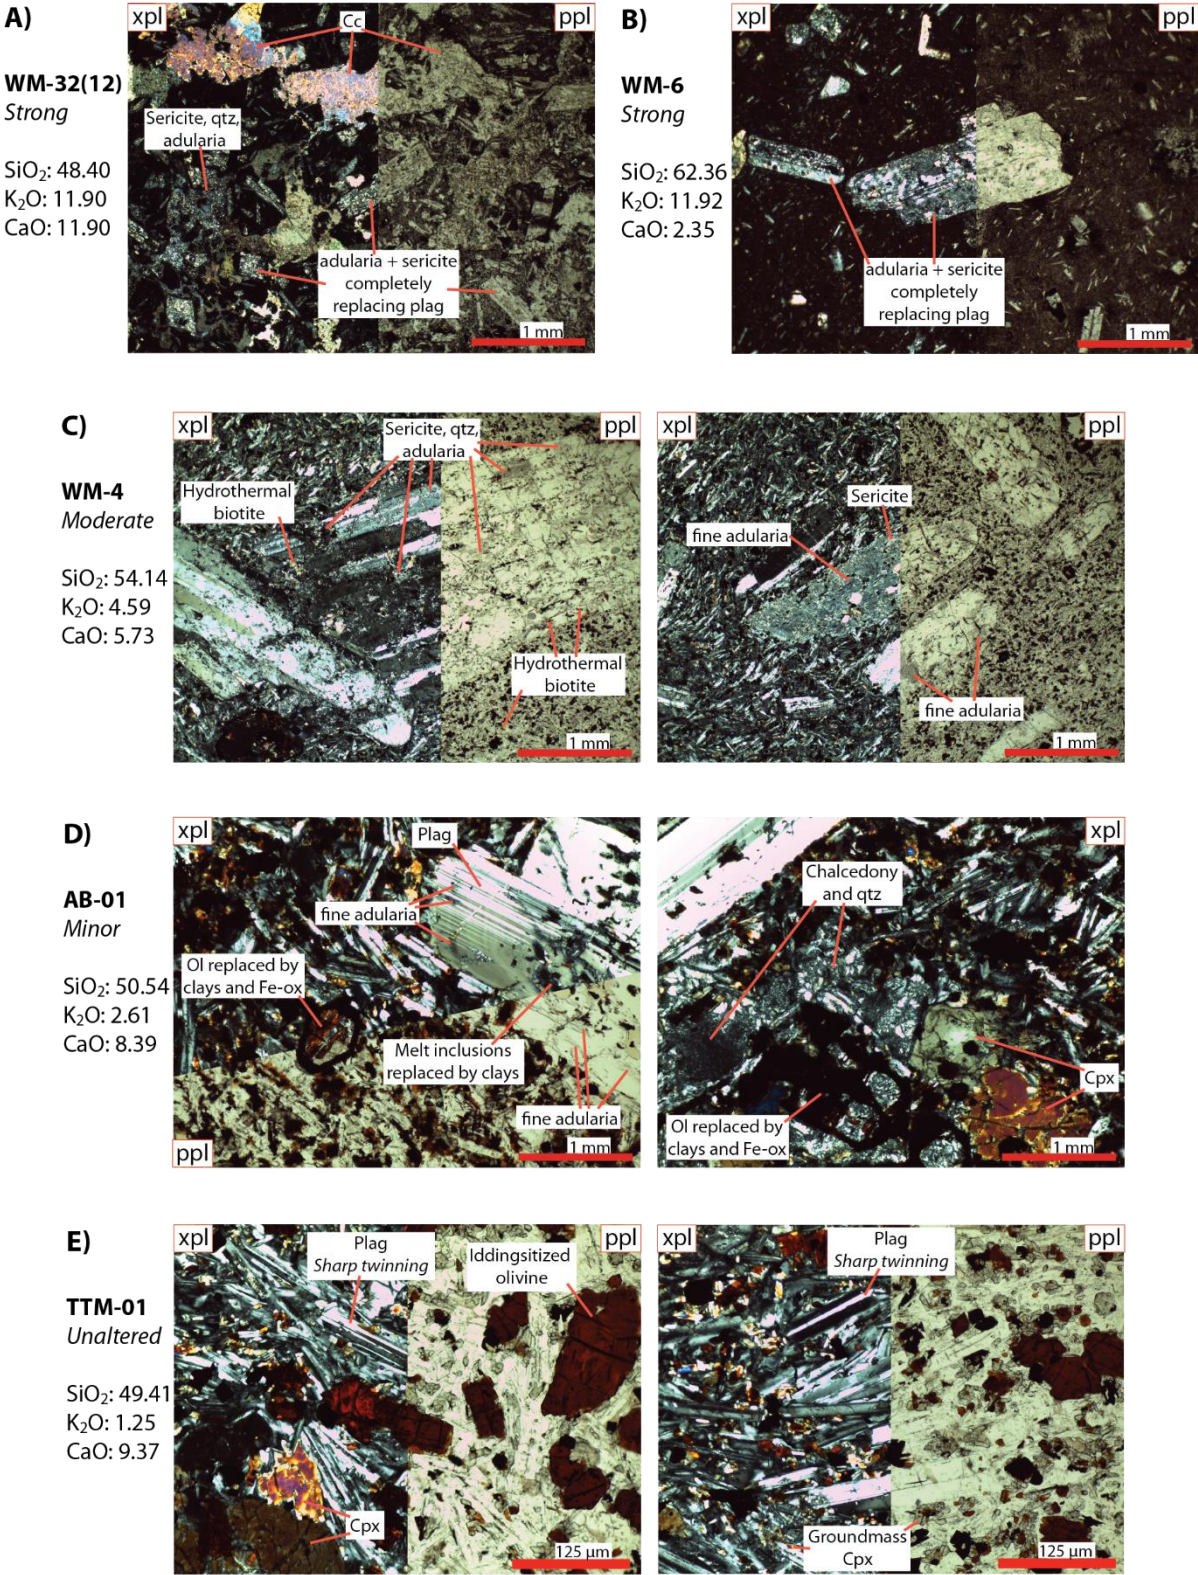 A)
xpl
ppl
Cc
WM-32(12)
Strong
Sericite, qtz,
adularia
SiO₂: 48.40
K₂O: 11.90
CaO: 11.90
adularia + sericite
completely
replacing plag
1 mm
B)
xpl
ppl
WM-6
Strong
SiO₂: 62.36
K₂O: 11.92
CaO: 2.35
adularia + sericite
completely
replacing plag
1 mm
C)
xpl
ppl
Sericite, qtz,
adularia
WM-4
Moderate
Hydrothermal
biotite
SiO₂: 54.14
K₂O: 4.59
CaO: 5.73
Hydrothermal
biotite
1 mm
xpl
ppl
Sericite
fine adularia
fine adularia
1 mm
D)
xpl
Plag
AB-01
Minor
fine adularia
Ol replaced by
clays and Fe-ox
SiO₂: 50.54
K₂O: 2.61
CaO: 8.39
Melt inclusions
replaced by clays
fine adularia
1 mm
ppl
xpl
Chalcedony
and qtz
Cpx
Ol replaced by
clays and Fe-ox
1 mm
E)
xpl
ppl
Plag
Sharp twinning
Iddingsitized
olivine
TTM-01
Unaltered
SiO₂: 49.41
K₂O: 1.25
CaO: 9.37
Cpx
125 µm
xpl
ppl
Plag
Sharp twinning
Groundmass
Cpx
125 µm